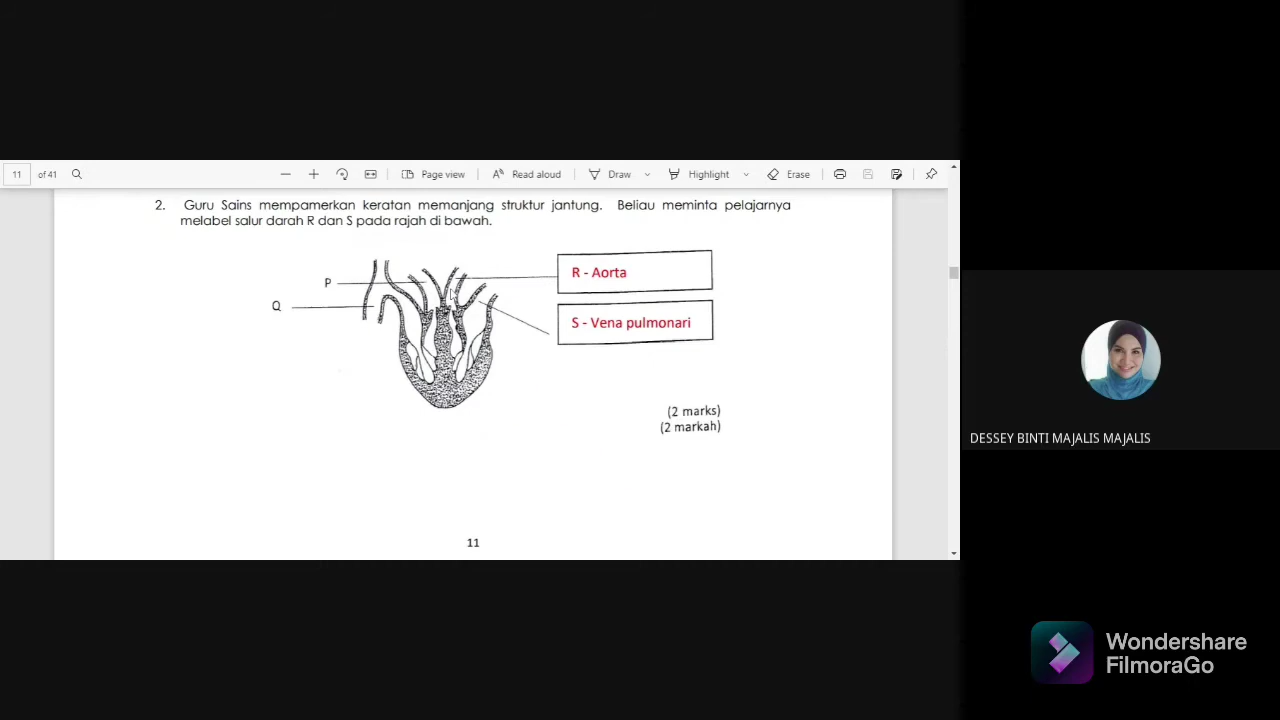 11 of 41 Page view Read aloud Draw Highlight Erase
2. Guru Sains mempamerkan keratan memanjang struktur jantung. Beliau meminta pelajarnya
melabel salur darah R dan S pada rajah di bawah.
P
Q
R - Aorta
S - Vena pulmonari
(2 marks)
(2 markah)
11
DESSEY BINTI MAJALIS MAJALIS
Wondershare
FilmoraGo